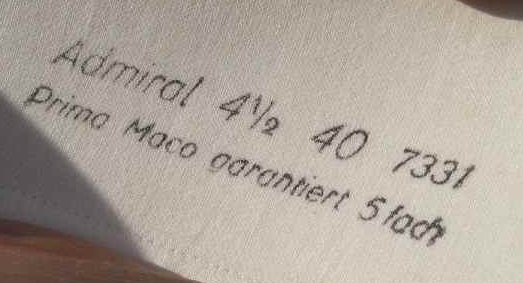 Admiral 4½ 40 7331
Prima Maco garantiert 5fach